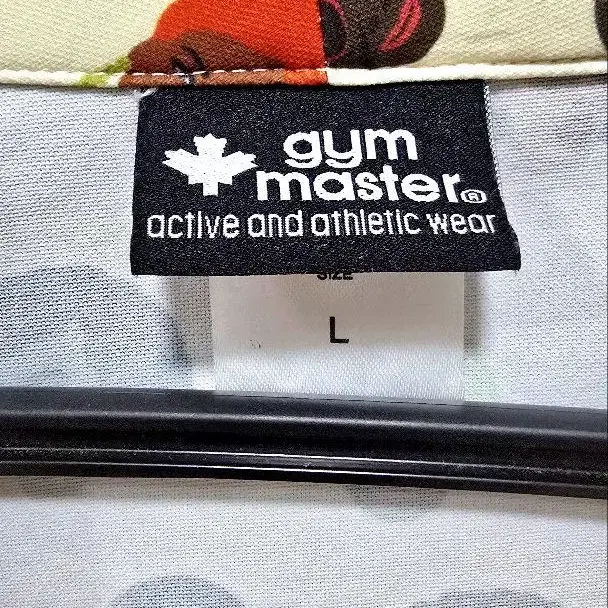 gym
master®
active and athletic wear
SIZE
L